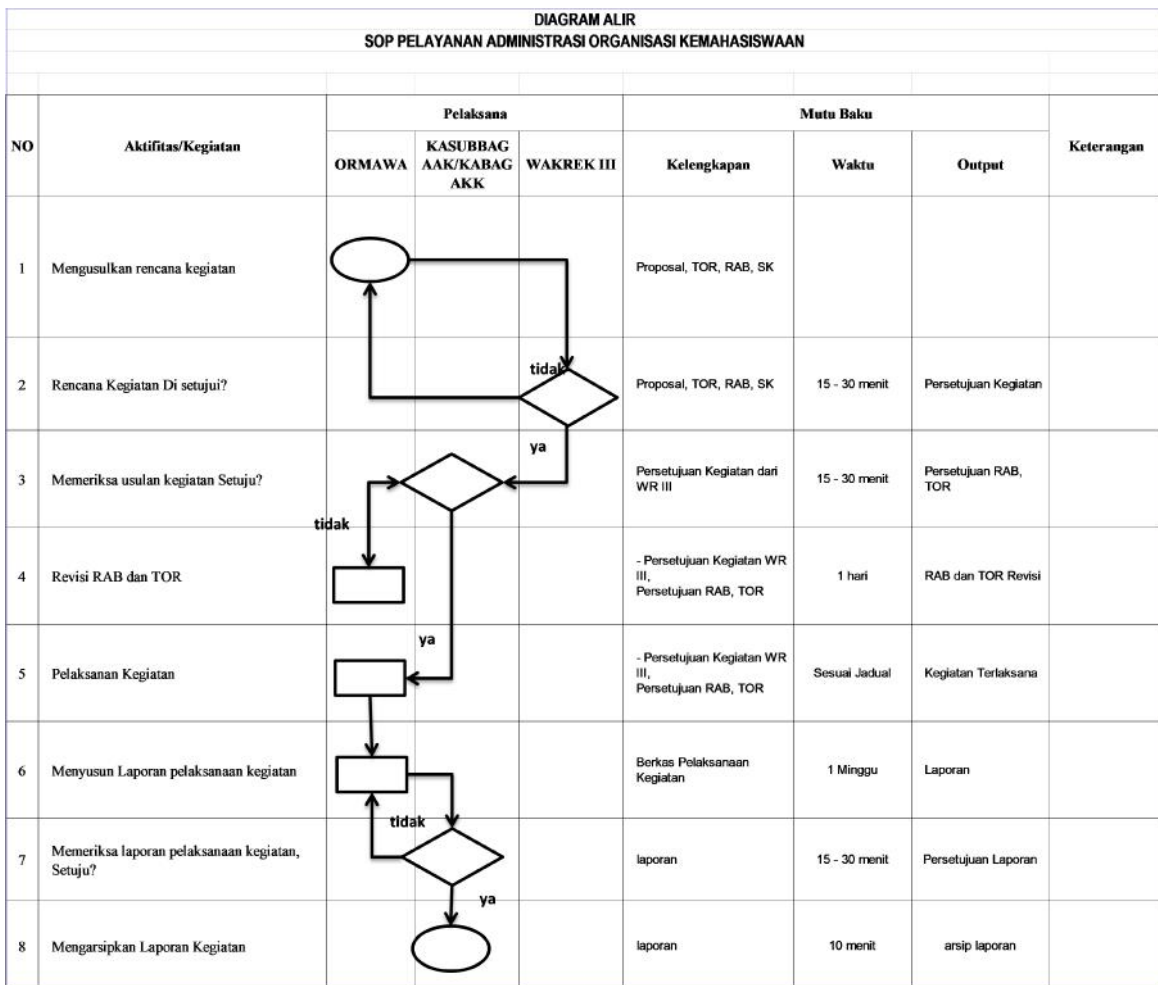 DIAGRAM ALIR
SOP PELAYANAN ADMINISTRASI ORGANISASI KEMAHASISWAAN
NO
Aktifitas/Kegiatan
Pelaksana
Mutu Baku
Keterangan
ORMAWA
KASUBBAG
AAK/KABAG
AKK
WAKREK III
Kelengkapan
Waktu
Output
1
Mengusulkan rencana kegiatan
Proposal, TOR, RAB, SK
2
Rencana Kegiatan Di setujui?
tidak
Proposal, TOR, RAB, SK
15 - 30 menit
Persetujuan Kegiatan
ya
3
Memeriksa usulan kegiatan Setuju?
Persetujuan Kegiatan dari
WR III
15 - 30 menit
Persetujuan RAB,
TOR
tidak
4
Revisi RAB dan TOR
- Persetujuan Kegiatan WR
III,
Persetujuan RAB, TOR
1 hari
RAB dan TOR Revisi
ya
5
Pelaksanan Kegiatan
- Persetujuan Kegiatan WR
III,
Persetujuan RAB, TOR
Sesuai Jadual
Kegiatan Terlaksana
6
Menyusun Laporan pelaksanaan kegiatan
Berkas Pelaksanaan
Kegiatan
1 Minggu
Laporan
tidak
7
Memeriksa laporan pelaksanaan kegiatan,
Setuju?
laporan
15 - 30 menit
Persetujuan Laporan
ya
8
Mengarsipkan Laporan Kegiatan
laporan
10 menit
arsip laporan